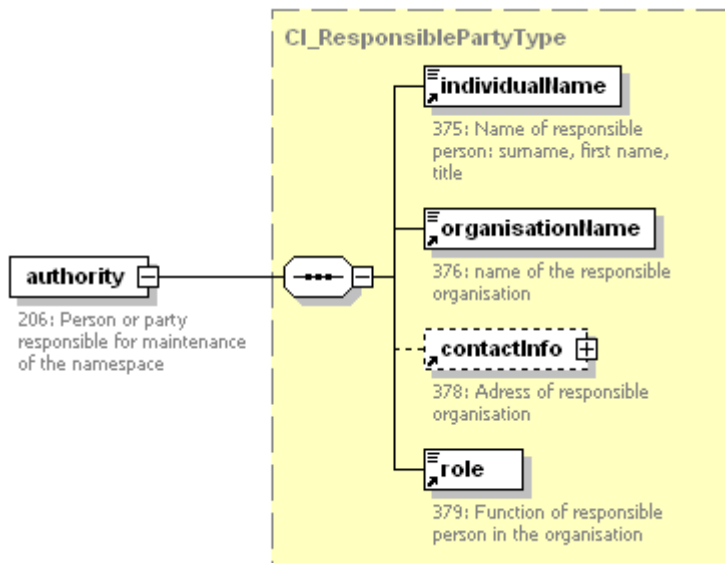 CI_ResponsiblePartyType
individualName
375: Name of responsible
person: surname, first name,
title
organisationName
376: name of the responsible
organisation
authority
206: Person or party
responsible for maintenance
of the namespace
contactInfo
378: Adress of responsible
organisation
role
379: Function of responsible
person in the organisation